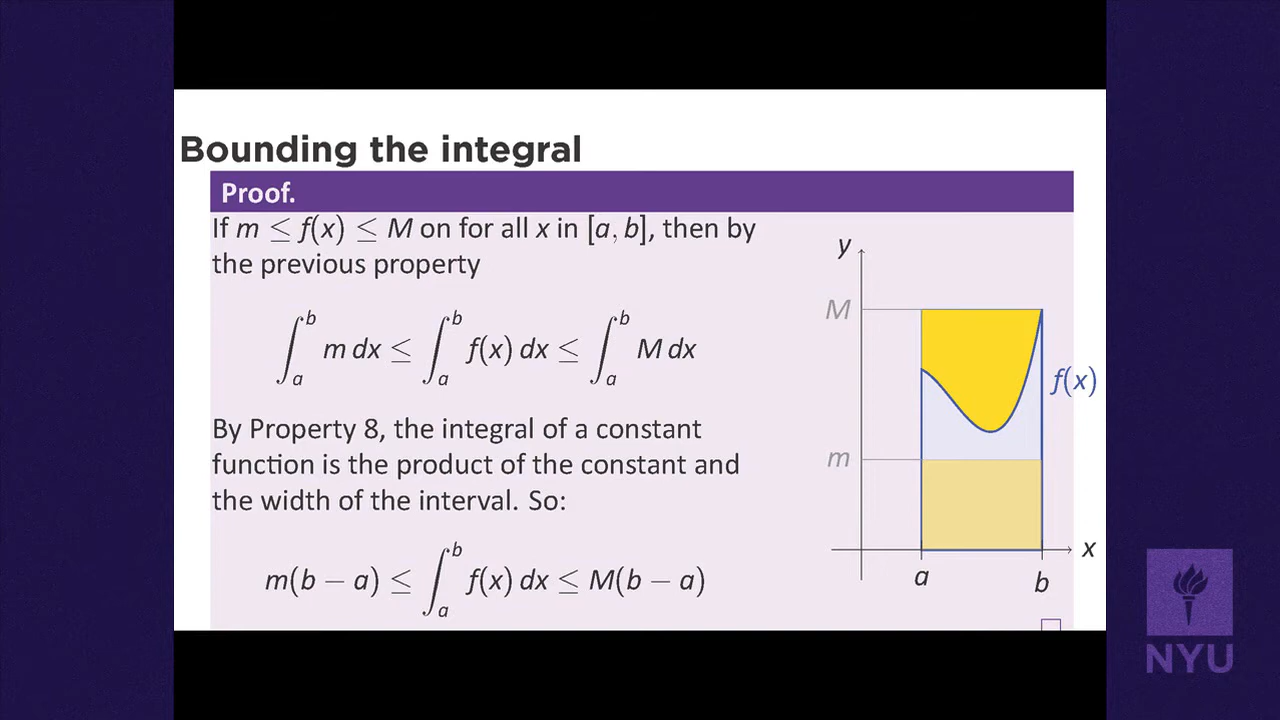 Bounding the integral
Proof.
If m ≤ f(x) ≤ M on for all x in [a, b], then by
the previous property
∫_a^b m dx ≤ ∫_a^b f(x) dx ≤ ∫_a^b M dx
By Property 8, the integral of a constant
function is the product of the constant and
the width of the interval. So:
m(b − a) ≤ ∫_a^b f(x) dx ≤ M(b − a)
y
M
f(x)
m
x
a
b
NYU